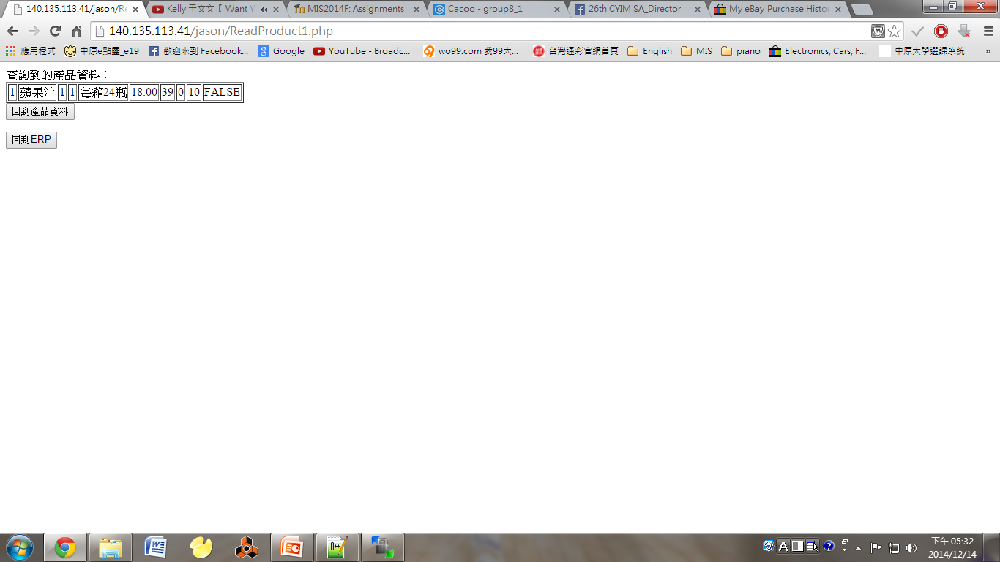 140.135.113.41/jason/Re
Kelly 于文文【 Want Y
MIS2014F: Assignments
Cacoo - group8_1
26th CYIM SA_Director
My eBay Purchase Histor
140.135.113.41/jason/ReadProduct1.php
應用程式 中原e點靈_e19 歡迎來到 Facebook... Google YouTube - Broadc... wo99.com 我99大... 台灣運彩官網首頁 English MIS piano Electronics, Cars, F... 中原大學選課系統 »
查詢到的產品資料：
1 蘋果汁 1 1 每箱24瓶 18.00 39 0 10 FALSE
回到產品資料
回到ERP
下午 05:32
2014/12/14